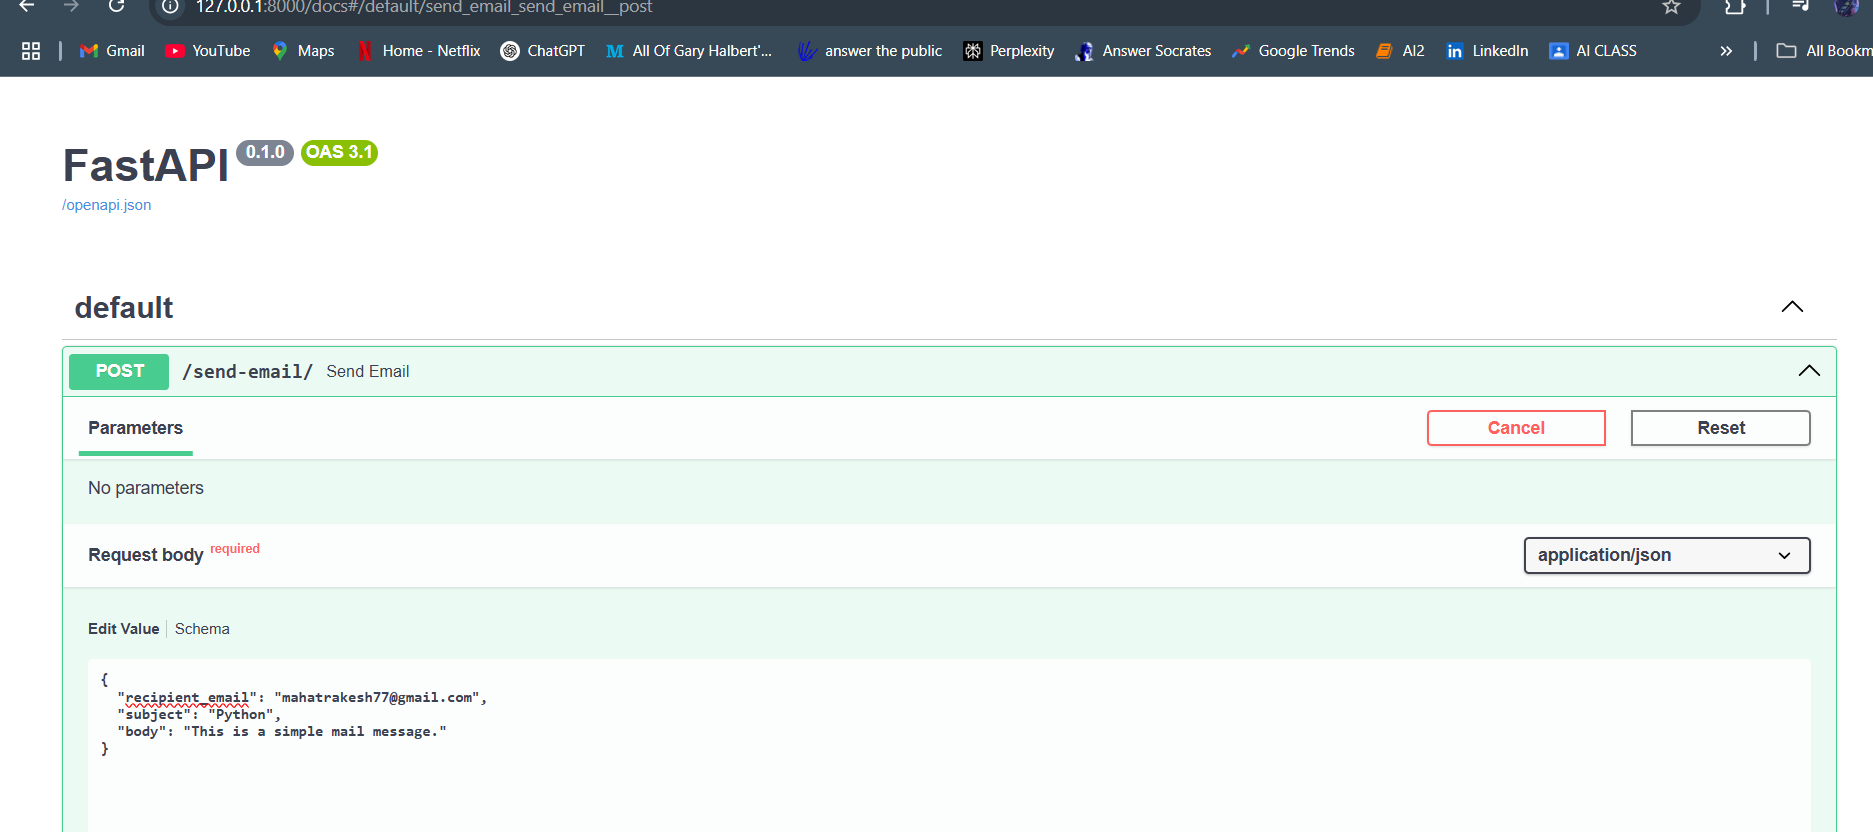 127.0.0.1:8000/docs#/default/send_email_send_email__post
Gmail YouTube Maps Home - Netflix ChatGPT M All Of Gary Halbert'... answer the public Perplexity Answer Socrates Google Trends AI2 LinkedIn AI CLASS » All Bookm
FastAPI 0.1.0 OAS 3.1
/openapi.json
default
POST /send-email/ Send Email
Parameters Cancel Reset
No parameters
Request body required application/json
Edit Value Schema
{
"recipient_email": "mahatrakesh77@gmail.com",
"subject": "Python",
"body": "This is a simple mail message."
}